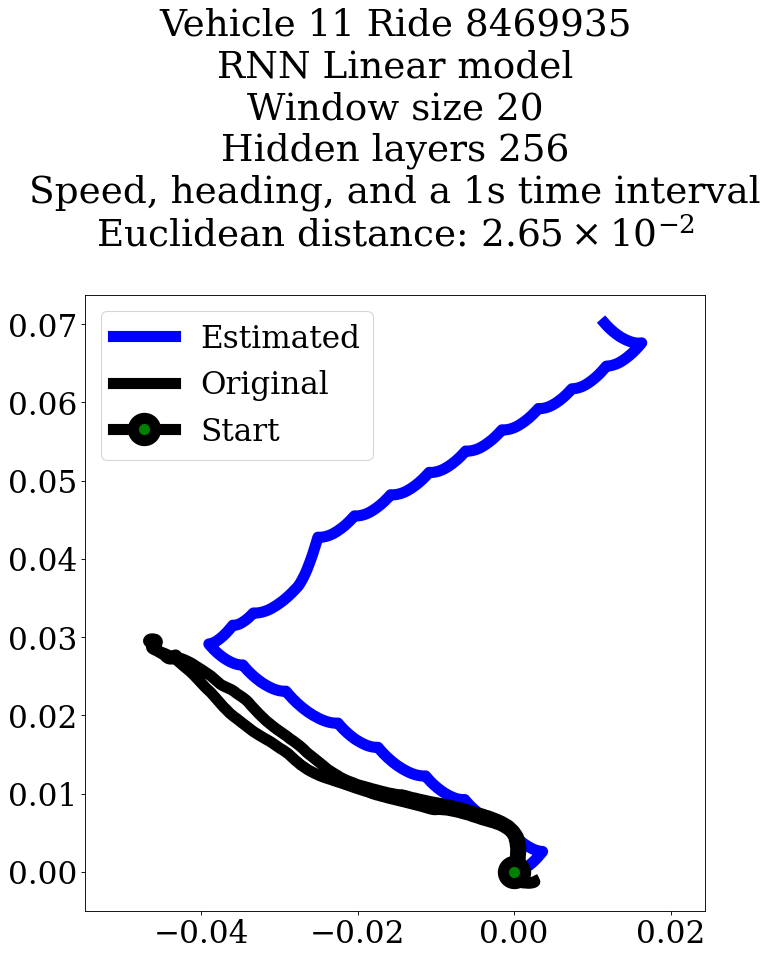 Vehicle 11 Ride 8469935
RNN Linear model
Window size 20
Hidden layers 256
Speed, heading, and a 1s time interval
Euclidean distance: 2.65 × 10⁻²
Estimated
Original
Start
0.07
0.06
0.05
0.04
0.03
0.02
0.01
0.00
−0.04 −0.02 0.00 0.02